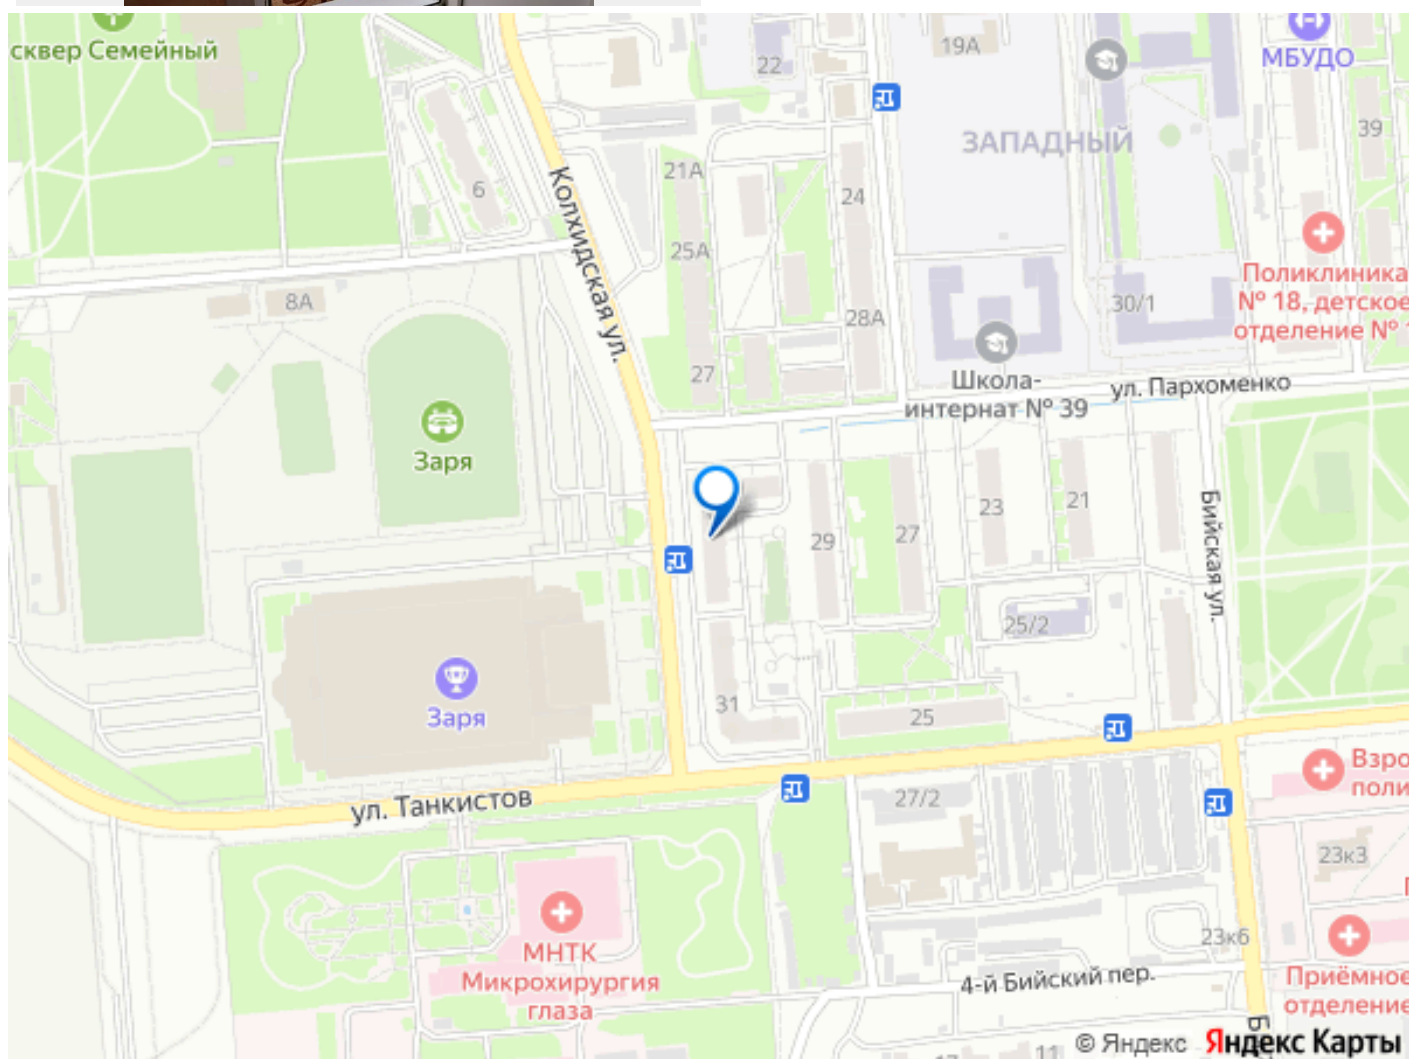 сквер Семейный
22
19А
МБУДО
ЗАПАДНЫЙ
39
6
21А
24
Колхидская ул.
25А
8А
28А
30/1
Поликлиника
№ 18, детское
отделение №
27
Школа-
интернат № 39
ул. Пархоменко
Заря
29
27
23
21
Бийская ул.
25/2
Заря
31
25
ул. Танкистов
27/2
Взро
поли
23к3
МНТК
Микрохирургия
глаза
23к6
4-й Бийский пер.
Приёмное
отделение
Б
17
11
© Яндекс Яндекс Карты